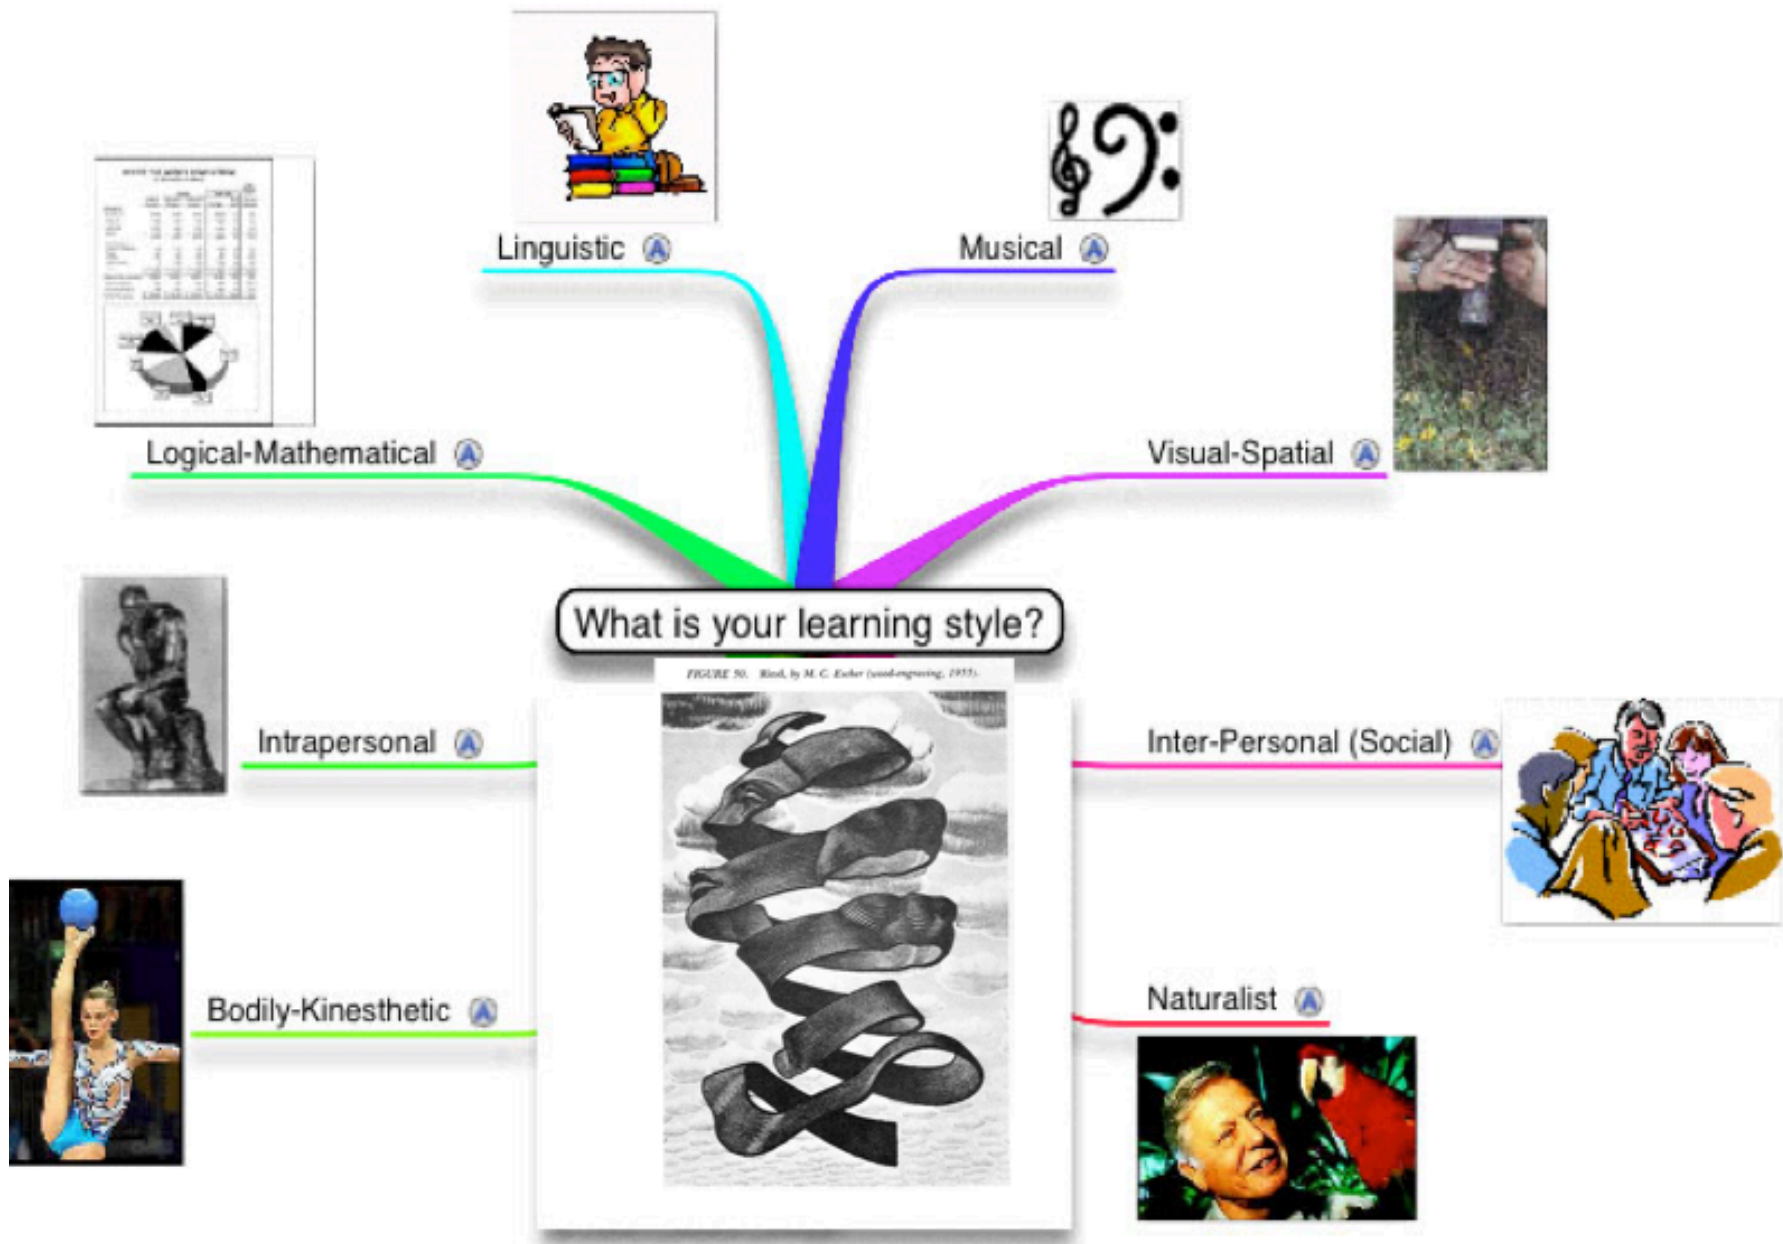 Linguistic
Musical
Logical-Mathematical
Visual-Spatial
What is your learning style?
FIGURE 50. Rind, by M. C. Escher (wood-engraving, 1955).
Intrapersonal
Inter-Personal (Social)
Bodily-Kinesthetic
Naturalist